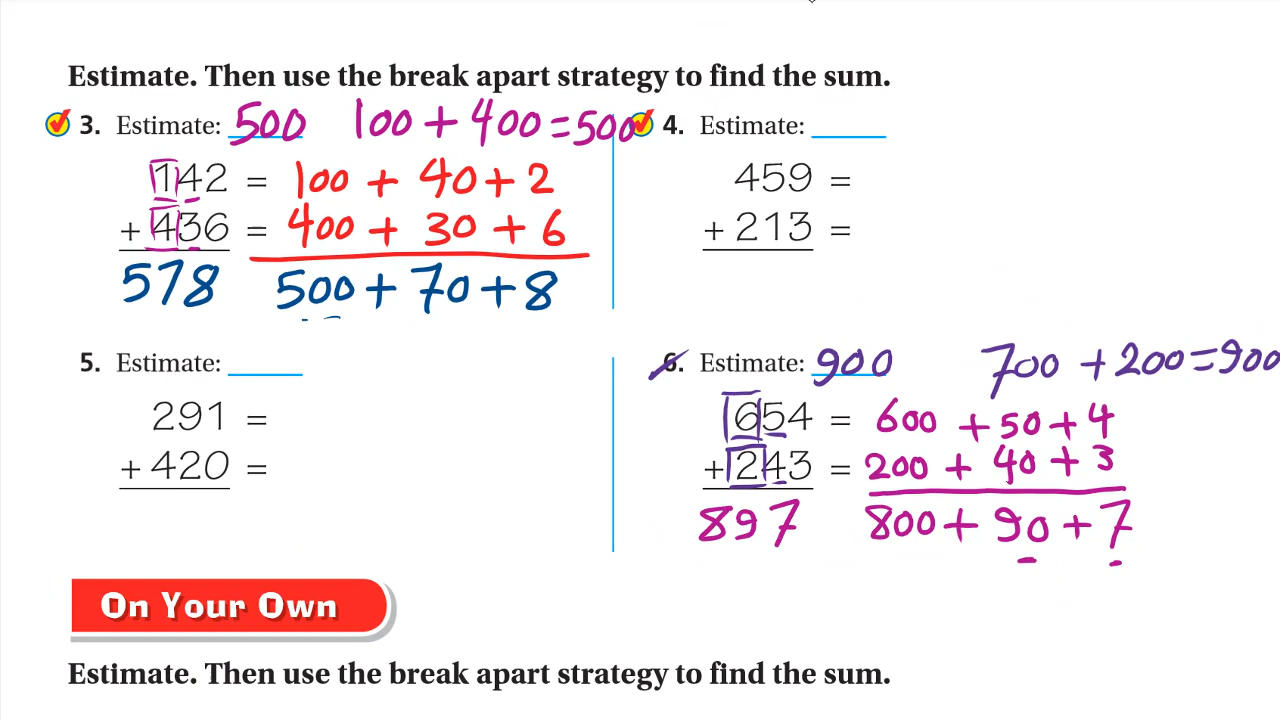 Estimate. Then use the break apart strategy to find the sum.
3. Estimate: 500 100 + 400 = 500
142 = 100 + 40 + 2
+ 436 = 400 + 30 + 6
578 500 + 70 + 8
4. Estimate: ______
459 =
+ 213 =
5. Estimate: ______
291 =
+ 420 =
6. Estimate: 900 700 + 200 = 900
654 = 600 + 50 + 4
+ 243 = 200 + 40 + 3
897 800 + 90 + 7
On Your Own
Estimate. Then use the break apart strategy to find the sum.